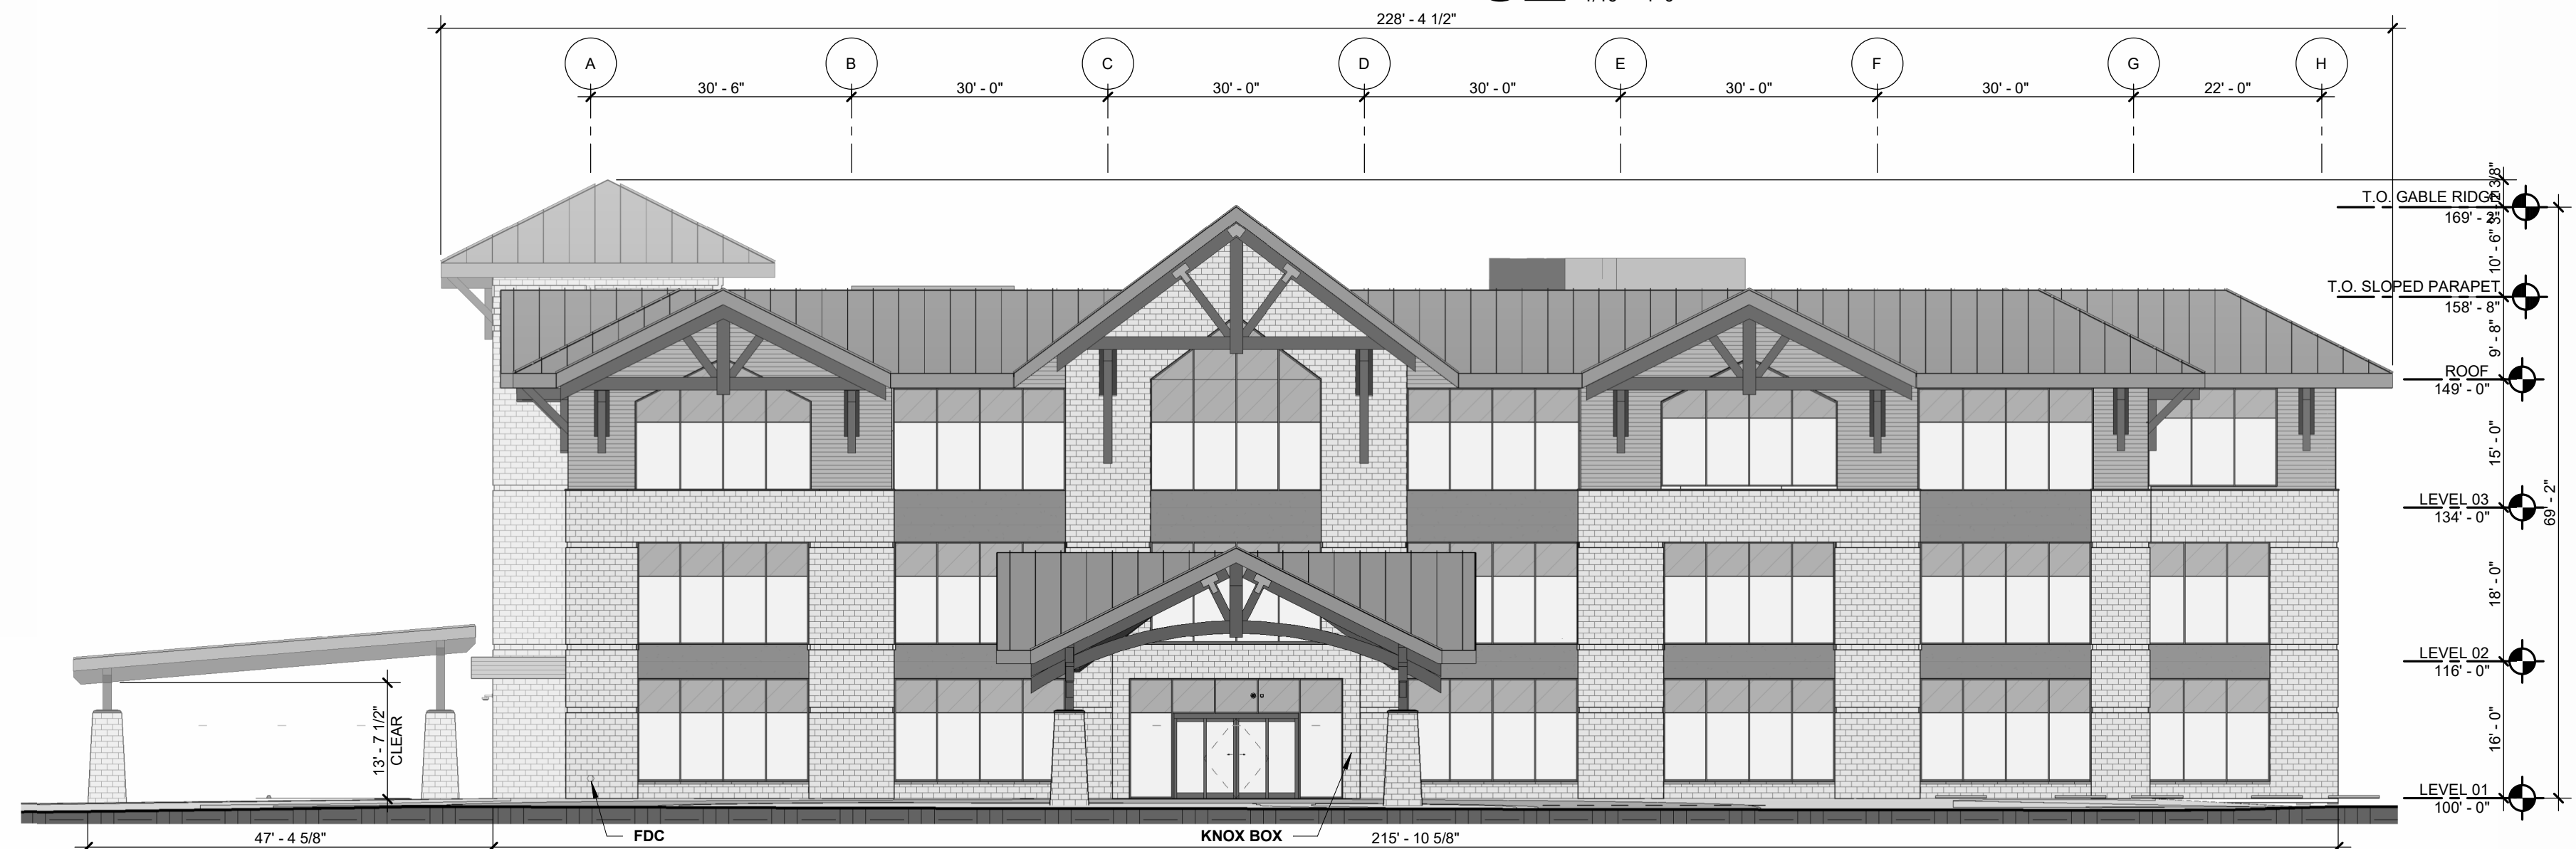 228' - 4 1/2"
A B C D E F G H
30' - 6" 30' - 0" 30' - 0" 30' - 0" 30' - 0" 30' - 0" 22' - 0"
T.O. GABLE RIDGE
169' -
10' - 6"
T.O. SLOPED PARAPET
158' - 8"
9' - 8"
ROOF
149' - 0"
15' - 0"
LEVEL 03
134' - 0"
69' - 2"
18' - 0"
LEVEL 02
116' - 0"
13' - 7 1/2"
CLEAR
16' - 0"
LEVEL 01
100' - 0"
47' - 4 5/8"
FDC
KNOX BOX
215' - 10 5/8"